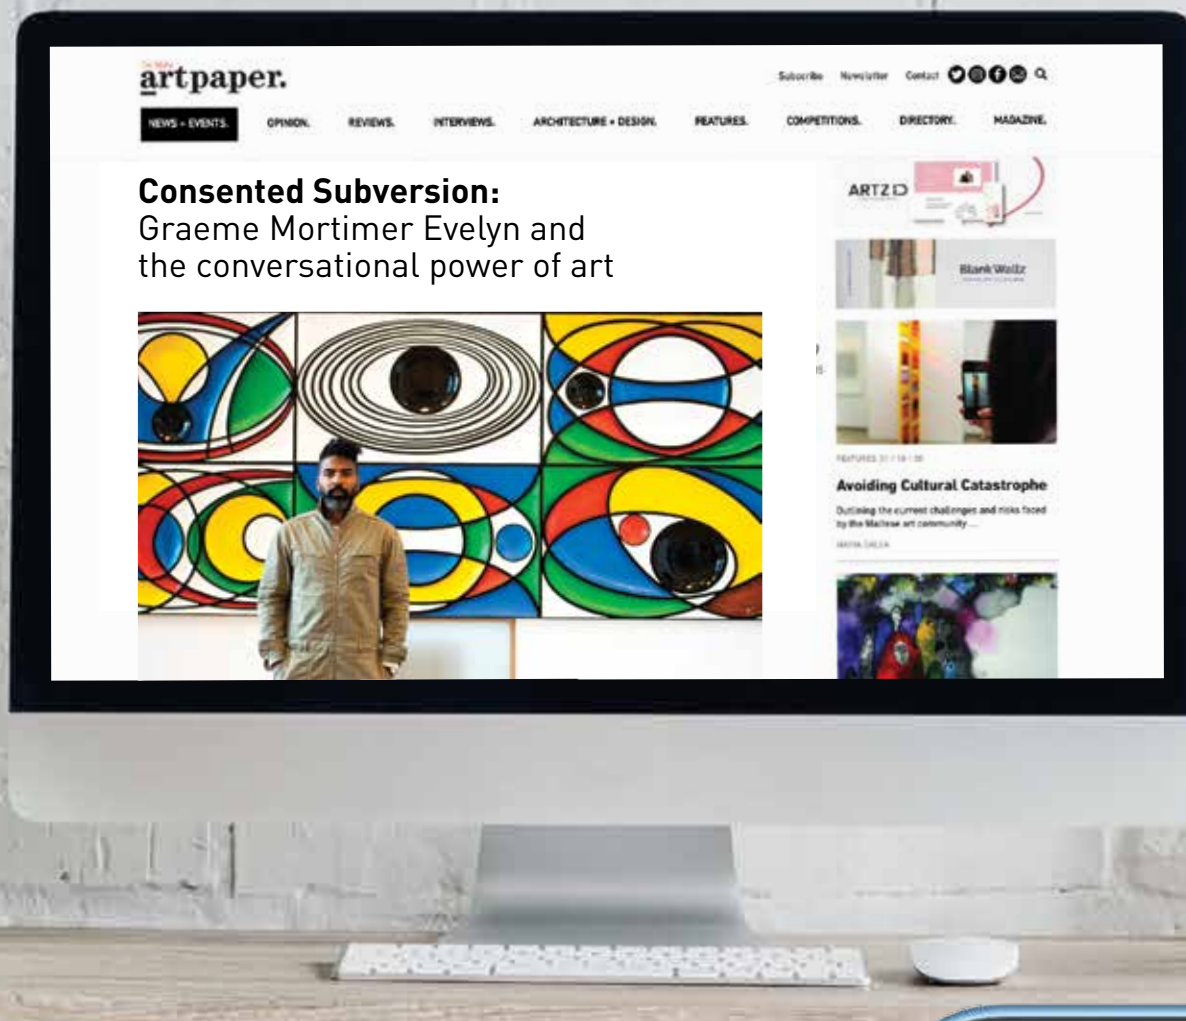 artpaper.
Subscribe Newsletter Contact
NEWS + EVENTS. OPINION. REVIEWS. INTERVIEWS. ARCHITECTURE + DESIGN. FEATURES. COMPETITIONS. DIRECTORY. MAGAZINE.
Consented Subversion:
Graeme Mortimer Evelyn and
the conversational power of art
ARTZ ID
Blank Wallz
FEATURES
Avoiding Cultural Catastrophe
Outlining the current challenges and risks faced
by the Maltese art community ...